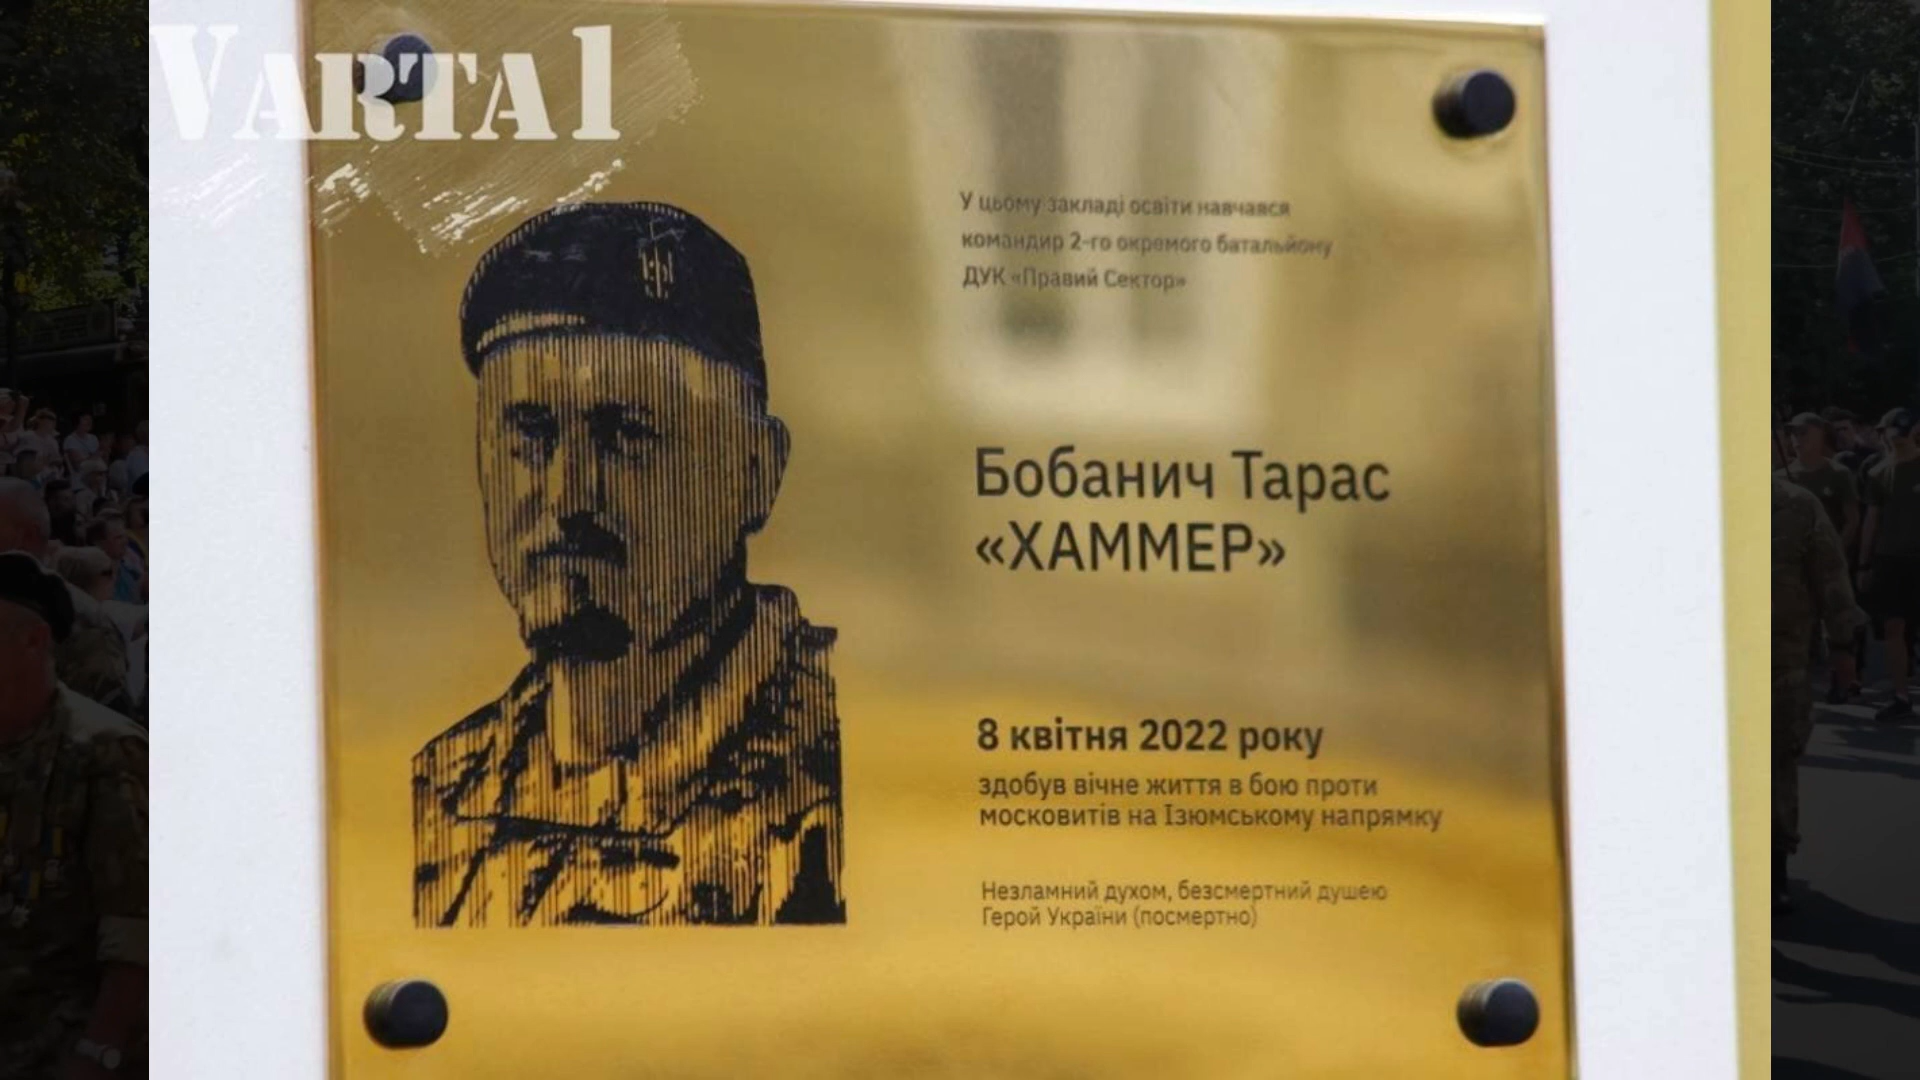 VARTA1
У цьому закладі освіти навчався
командир 2-го окремого батальйону
ДУК «Правий Сектор»
Бобанич Тарас
«ХАММЕР»
8 квітня 2022 року
здобув вічне життя в бою проти
московитів на Ізюмському напрямку
Незламний духом, безсмертний душею
Герой України (посмертно)